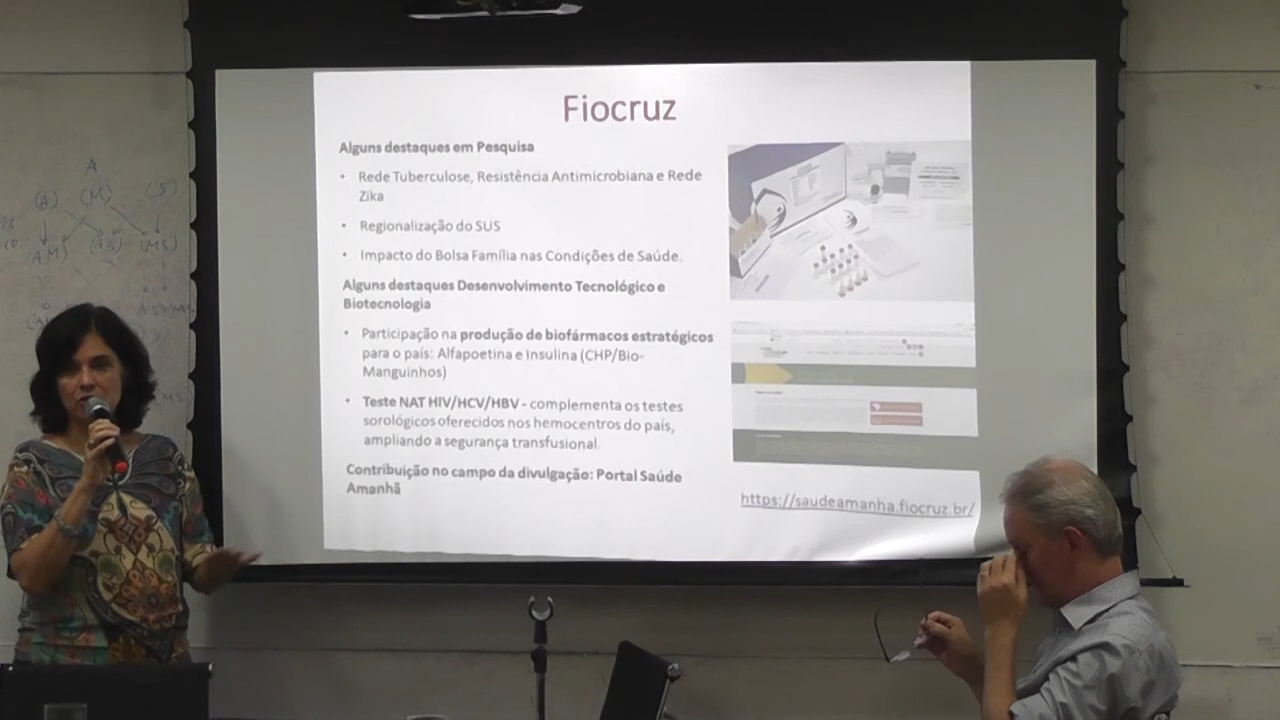 Fiocruz
Alguns destaques em Pesquisa
• Rede Tuberculose, Resistência Antimicrobiana e Rede
Zika
• Regionalização do SUS
• Impacto do Bolsa Família nas Condições de Saúde.
Alguns destaques Desenvolvimento Tecnológico e
Biotecnologia
• Participação na produção de biofármacos estratégicos
para o país: Alfapoetina e Insulina (CHP/Bio-
Manguinhos)
• Teste NAT HIV/HCV/HBV - complementa os testes
sorológicos oferecidos nos hemocentros do país,
ampliando a segurança transfusional.
Contribuição no campo da divulgação: Portal Saúde
Amanhã
https://saudeamanha.fiocruz.br/
A
(A) (M) (S)
(AM) (AS) (MS)